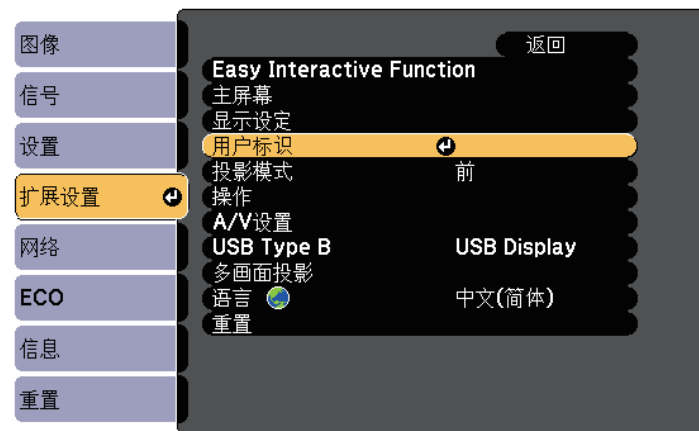 图像
信号
设置
扩展设置
网络
ECO
信息
重置
返回
Easy Interactive Function
主屏幕
显示设定
用户标识
投影模式 前
操作
A/V设置
USB Type B USB Display
多画面投影
语言 中文(简体)
重置